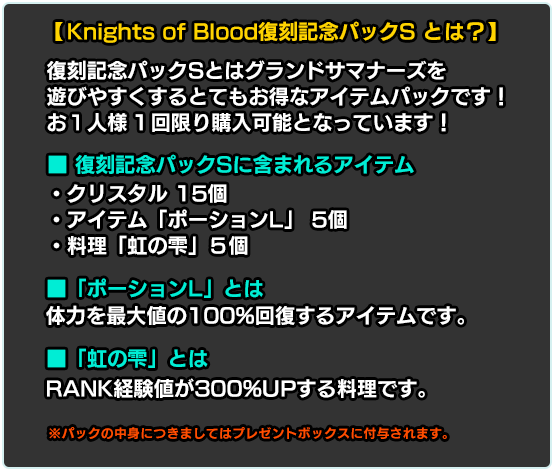 【Knights of Blood復刻記念パックS とは？】
復刻記念パックSとはグランドサマナーズを
遊びやすくするとてもお得なアイテムパックです！
お１人様１回限り購入可能となっています！
■ 復刻記念パックSに含まれるアイテム
・クリスタル 15個
・アイテム「ポーションL」 5個
・料理「虹の雫」５個
■「ポーションL」とは
体力を最大値の100%回復するアイテムです。
■「虹の雫」とは
RANK経験値が300%UPする料理です。
※パックの中身につきましてはプレゼントボックスに付与されます。